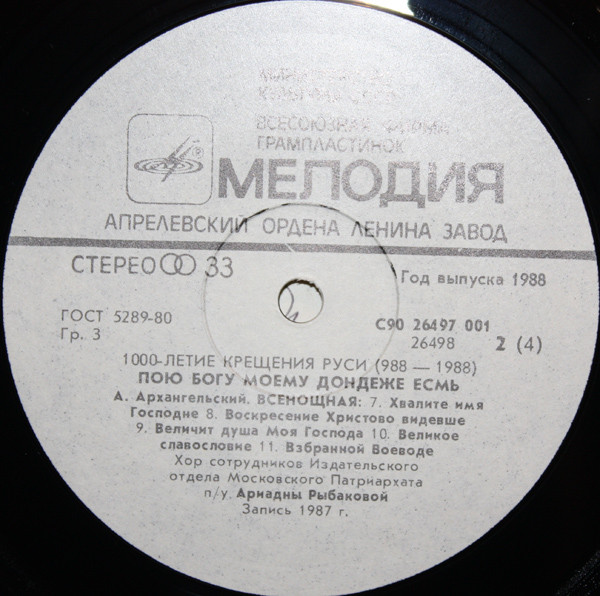 ВСЕСОЮЗНАЯ ФИРМА
ГРАМПЛАСТИНОК
МЕЛОДИЯ
АПРЕЛЕВСКИЙ ОРДЕНА ЛЕНИНА ЗАВОД
СТЕРЕО 33
Год выпуска 1988
ГОСТ 5289-80
Гр. 3
С90 26497 001
26498 2 (4)
1000-ЛЕТИЕ КРЕЩЕНИЯ РУСИ (988 — 1988)
ПОЮ БОГУ МОЕМУ ДОНДЕЖЕ ЕСМЬ
А. Архангельский. ВСЕНОЩНАЯ: 7. Хвалите имя
Господне 8. Воскресение Христово видевше
9. Величит душа Моя Господа 10. Великое
славословие 11. Взбранной Воеводе
Хор сотрудников Издательского
отдела Московского Патриархата
п/у. Ариадны Рыбаковой
Запись 1987 г.